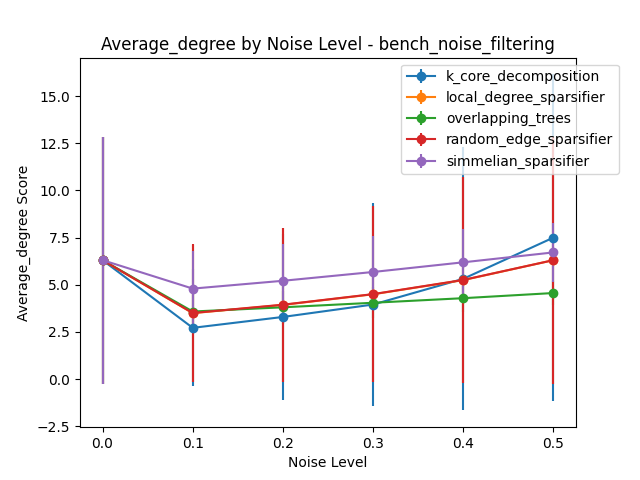 Average_degree by Noise Level - bench_noise_filtering
k_core_decomposition
local_degree_sparsifier
overlapping_trees
random_edge_sparsifier
simmelian_sparsifier
Average_degree Score
15.0
12.5
10.0
7.5
5.0
2.5
0.0
−2.5
0.0 0.1 0.2 0.3 0.4 0.5
Noise Level